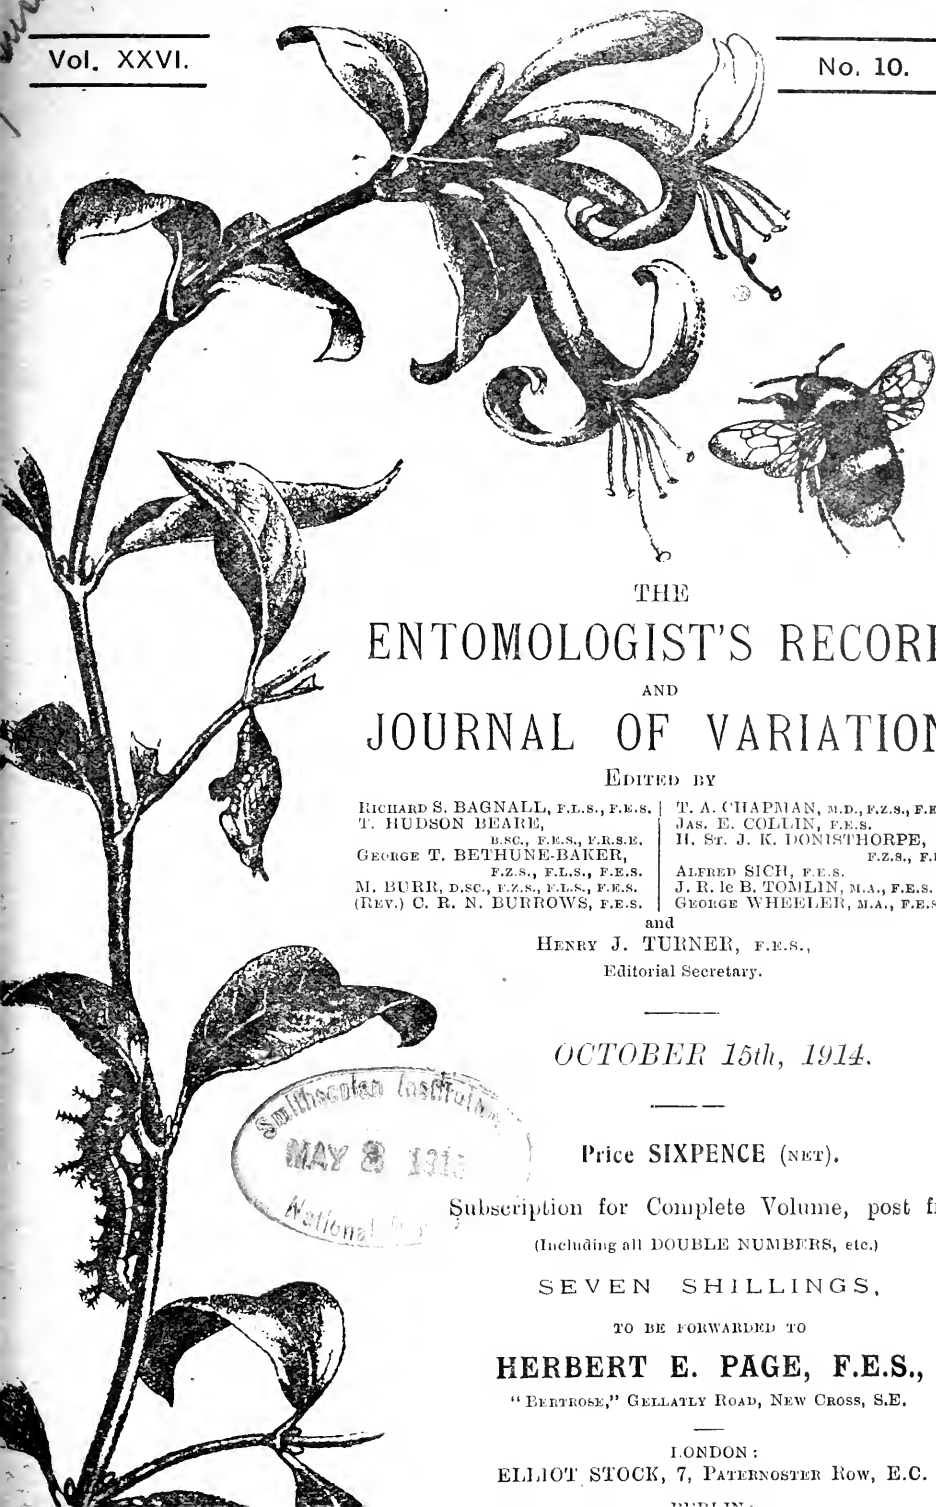 Vol. XXVI.
No. 10.
THE
ENTOMOLOGIST'S RECOR
AND
JOURNAL OF VARIATION
EDITED BY
RICHARD S. BAGNALL, F.L.S., F.E.S.
T. HUDSON BEARE,
B.SC., F.E.S., F.R.S.E.
GEORGE T. BETHUNE-BAKER,
F.Z.S., F.L.S., F.E.S.
M. BURR, D.SC., F.Z.S., F.L.S., F.E.S.
(REV.) C. R. N. BURROWS, F.E.S.
T. A. CHAPMAN, M.D., F.Z.S., F.E
JAS. E. COLLIN, F.E.S.
H. ST. J. K. DONISTHORPE,
F.Z.S., F.
ALFRED SICH, F.E.S.
J. R. le B. TOMLIN, M.A., F.E.S.
GEORGE WHEELER, M.A., F.E.S
and
HENRY J. TURNER, F.E.S.,
Editorial Secretary.
OCTOBER 15th, 1914.
Smithsonian Institution
MAY 8
National
Price SIXPENCE (NET).
Subscription for Complete Volume, post f
(Including all DOUBLE NUMBERS, etc.)
SEVEN SHILLINGS,
TO BE FORWARDED TO
HERBERT E. PAGE, F.E.S.,
"BERTROSE," GELLATLY ROAD, NEW CROSS, S.E.
LONDON:
ELLIOT STOCK, 7, PATERNOSTER ROW, E.C.